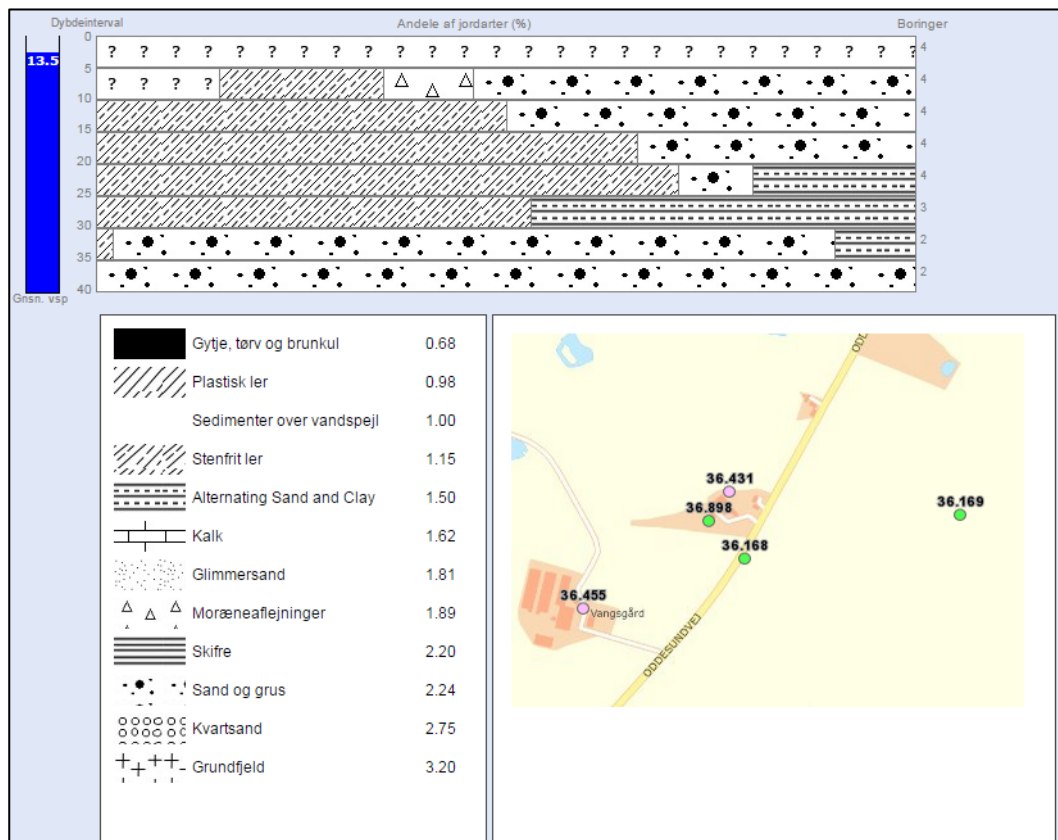 Dybdeinterval Andele af jordarter (%) Boringer
0
13.5
? ? ? ? ? ? ? ? ? ? ? ? ? ? ? ? ? ? ? ? ? ? ? ? ? ? 4
5
? ? ? ? 4
10
4
15
4
20
4
25
3
30
2
35
2
40
Gnsn. vsp
Gytje, tørv og brunkul 0.68
Plastisk ler 0.98
Sedimenter over vandspejl 1.00
Stenfrit ler 1.15
Alternating Sand and Clay 1.50
Kalk 1.62
Glimmersand 1.81
Moræneaflejninger 1.89
Skifre 2.20
Sand og grus 2.24
Kvartsand 2.75
Grundfjeld 3.20
36.431
36.898
36.169
36.168
36.455
Vangsgård
ODDESUNDVEJ